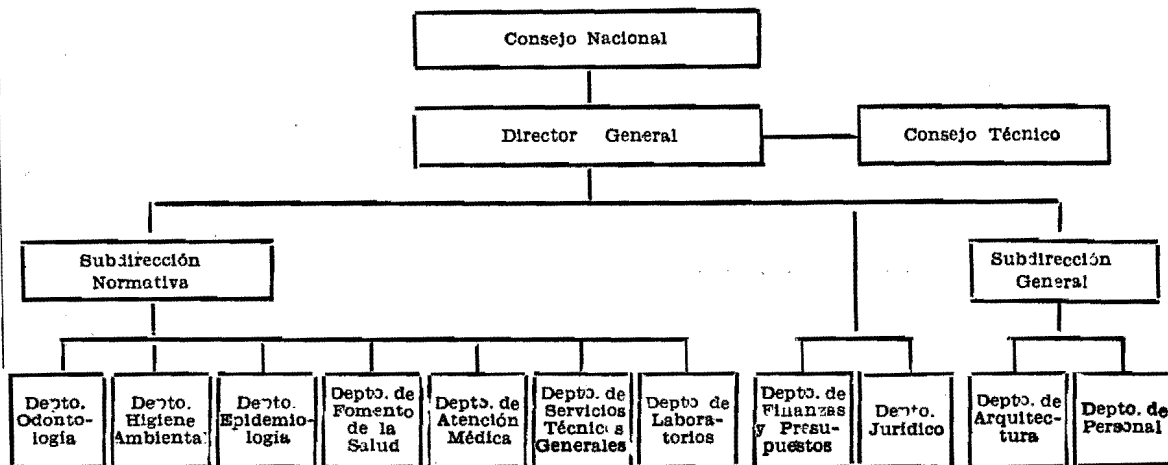 Consejo Nacional
Director General
Consejo Técnico
Subdirección
Normativa
Subdirección
General
Depto.
Odonto-
logía
Depto.
Higiene
Ambiental
Depto.
Epidemio-
logía
Depto. de
Fomento
de la
Salud
Depto. de
Atención
Médica
Depto. de
Servicios
Técnicos
Generales
Depto de
Labora-
torios
Depto. de
Finanzas
y Presu-
puestos
Depto.
Jurídico
Depto. de
Arquitec-
tura
Depto. de
Personal